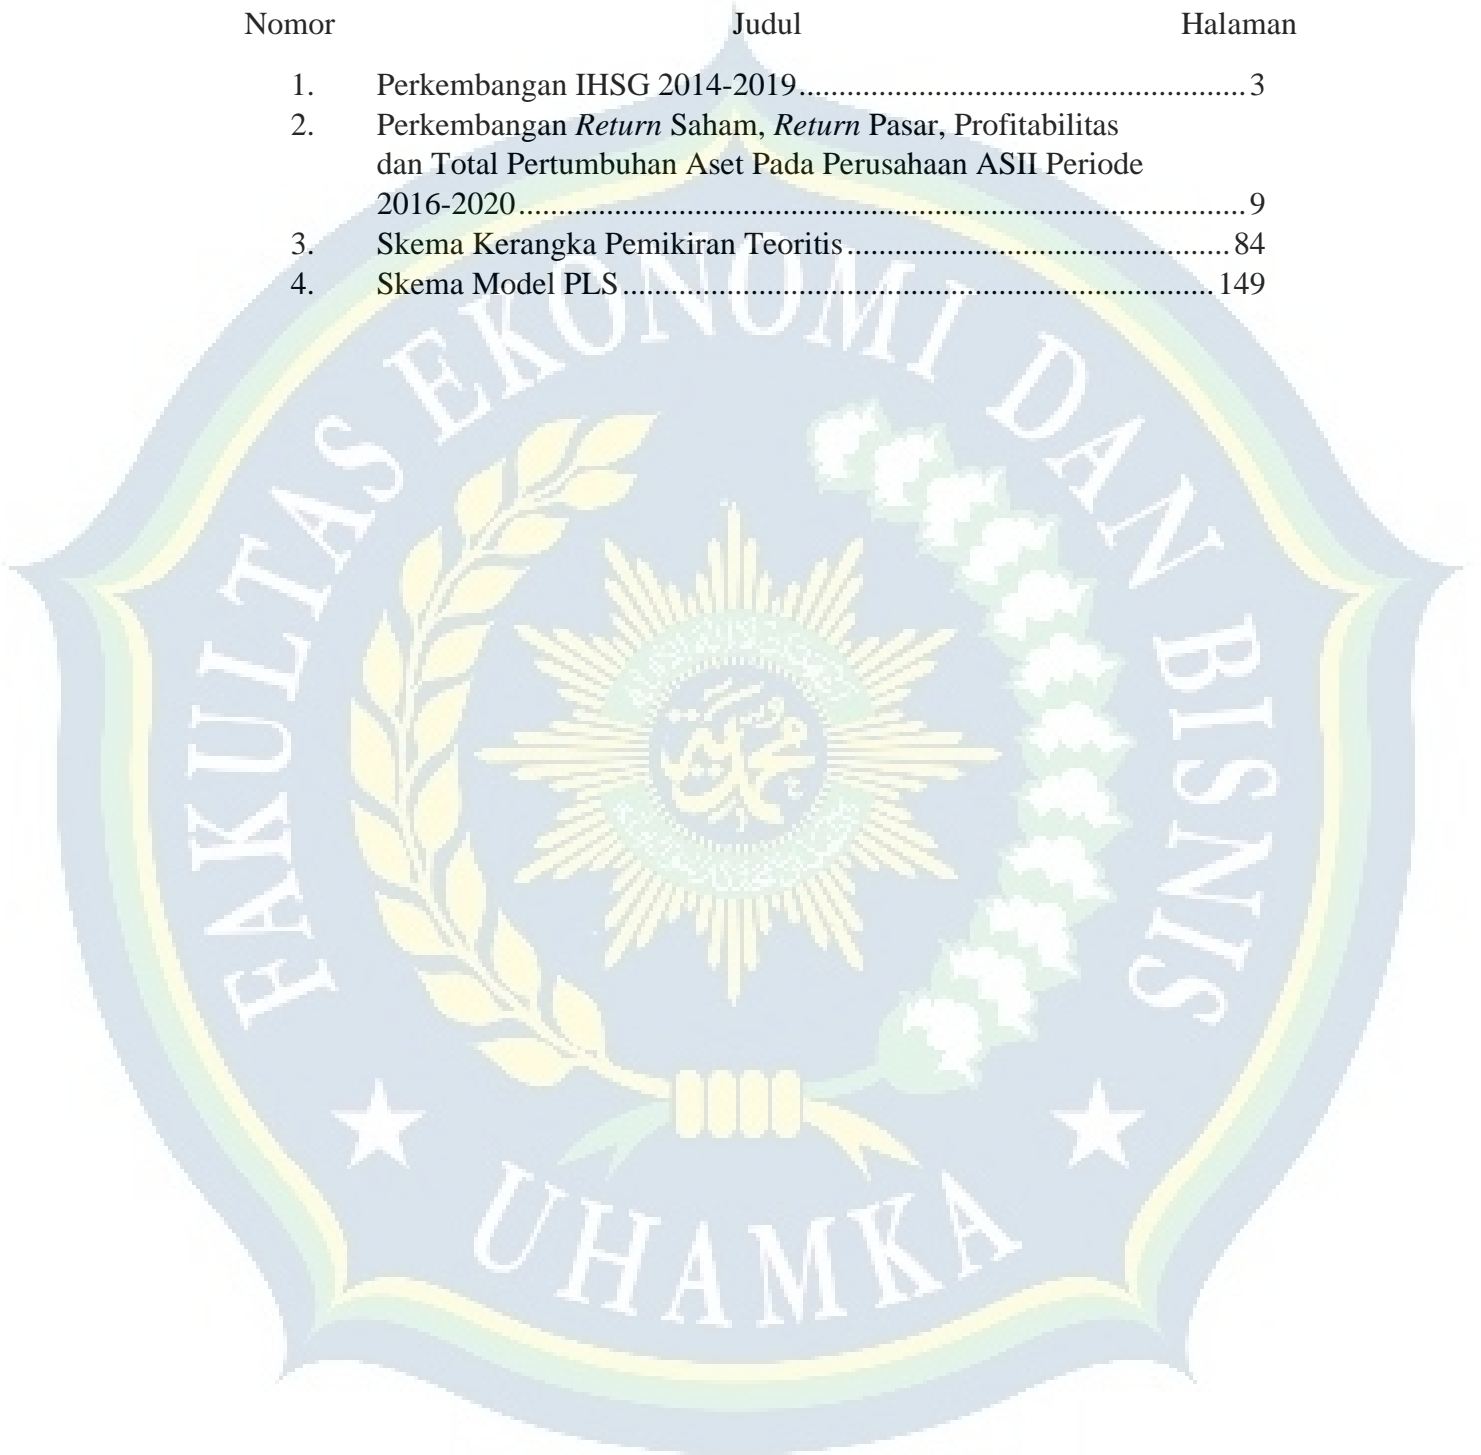 Nomor Judul Halaman
1. Perkembangan IHSG 2014-2019........................................................ 3
2. Perkembangan Return Saham, Return Pasar, Profitabilitas
dan Total Pertumbuhan Aset Pada Perusahaan ASII Periode
2016-2020........................................................................................... 9
3. Skema Kerangka Pemikiran Teoritis................................................ 84
4. Skema Model PLS.......................................................................... 149
FAKULTAS EKONOMI DAN BISNIS
UHAMKA